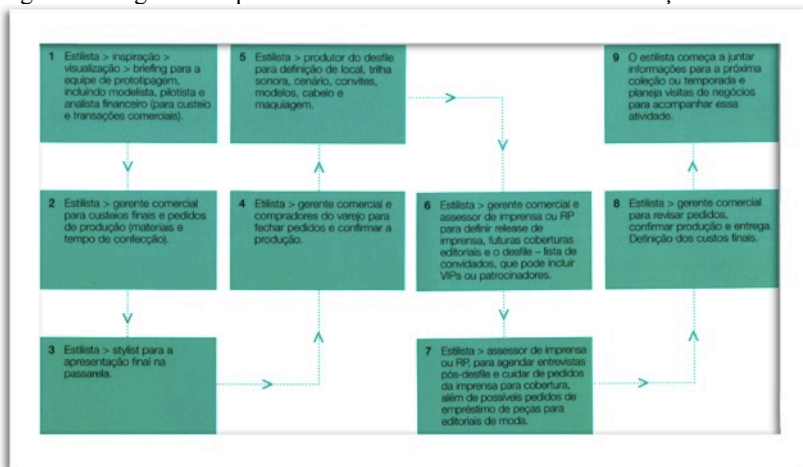 1 Estilista > inspiração >
visualização > briefing para a
equipe de prototipagem,
incluindo modelista, pilotista e
analista financeiro (para custeio
e transações comerciais).
2 Estilista > gerente comercial
para custeios finais e pedidos
de produção (materiais e
tempo de confecção).
3 Estilista > stylist para a
apresentação final na
passarela.
4 Etilista > gerente comercial e
compradores do varejo para
fechar pedidos e confirmar a
produção.
5 Estilista > produtor do desfile
para definição de local, trilha
sonora, cenário, convites,
modelos, cabelo e
maquiagem.
6 Estilista > gerente comercial e
assessor de imprensa ou RP
para definir release de
imprensa, futuras coberturas
editoriais e o desfile – lista de
convidados, que pode incluir
VIPs ou patrocinadores.
7 Estilista > assessor de imprensa
ou RP, para agendar entrevistas
pós-desfile e cuidar de pedidos
da imprensa para cobertura,
além de possíveis pedidos de
empréstimo de peças para
editoriais de moda.
8 Estilista > gerente comercial
para revisar pedidos,
confirmar produção e entrega.
Definição dos custos finais.
9 O estilista começa a juntar
informações para a próxima
coleção ou temporada e
planeja visitas de negócios
para acompanhar essa
atividade.